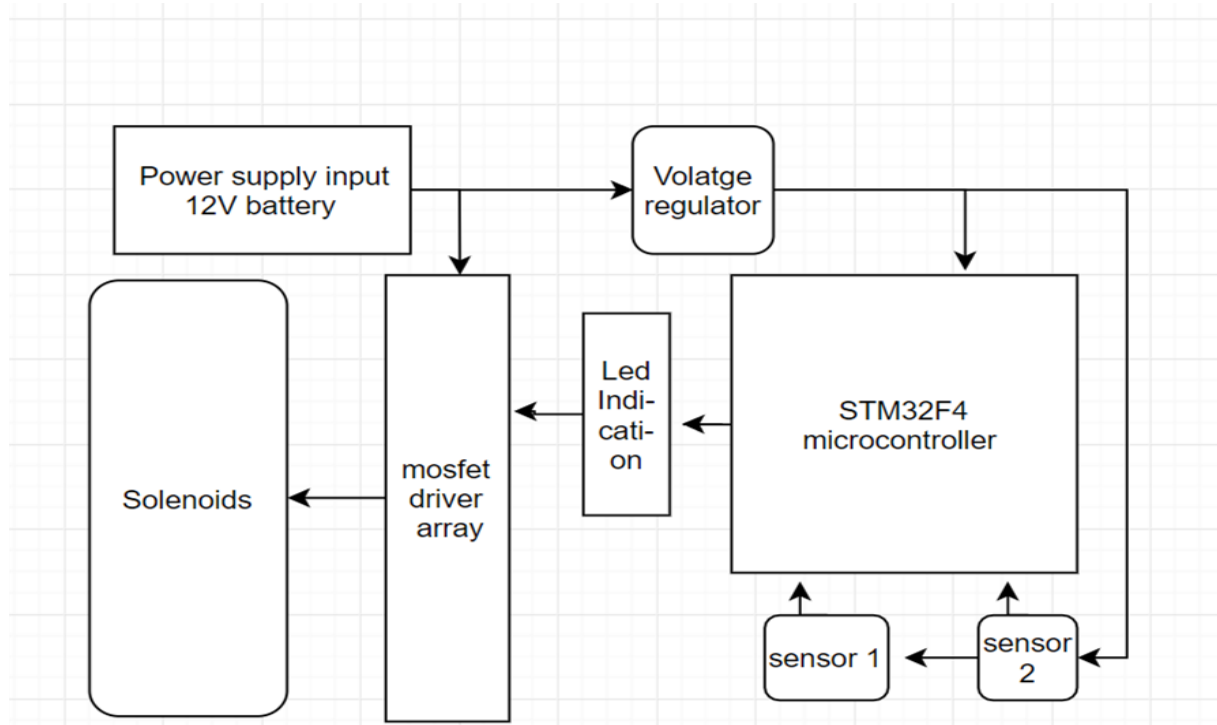 Power supply input
12V battery
Volatge
regulator
Solenoids
mosfet
driver
array
Led
Indi-
cati-
on
STM32F4
microcontroller
sensor 1
sensor
2